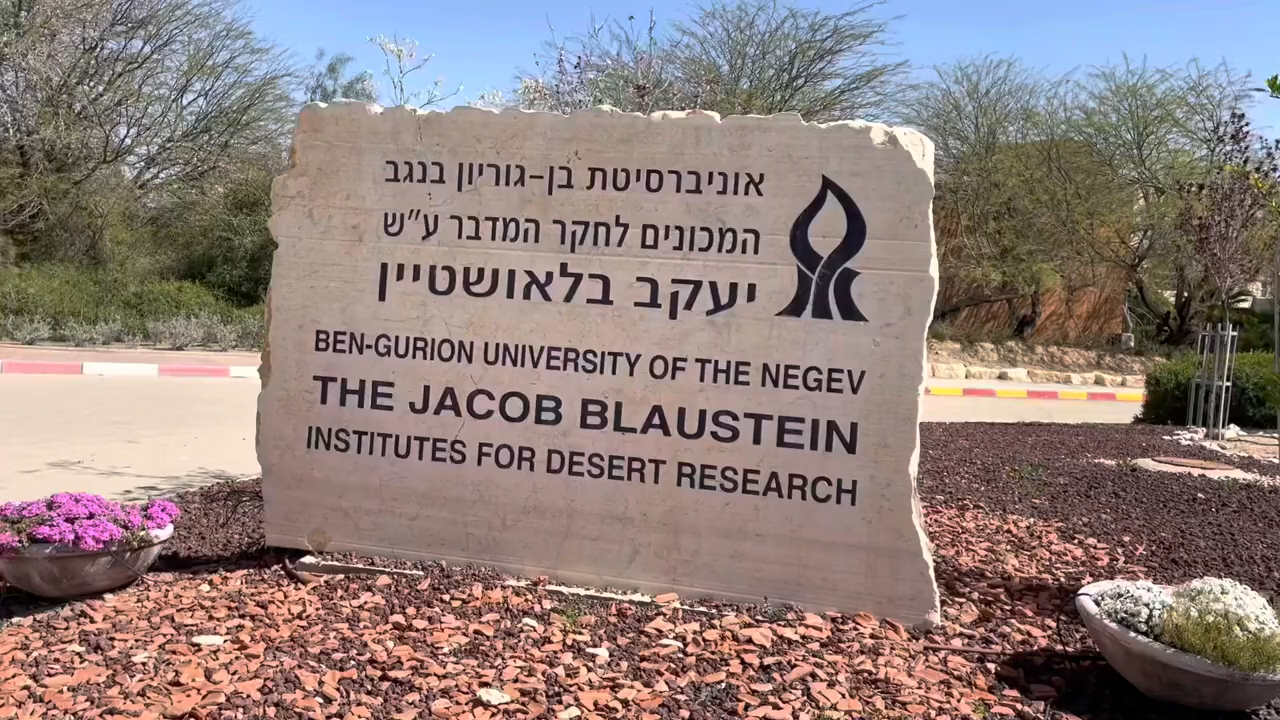 אוניברסיטת בן-גוריון בנגב
המכונים לחקר המדבר ע״ש
יעקב בלאושטיין
BEN-GURION UNIVERSITY OF THE NEGEV
THE JACOB BLAUSTEIN
INSTITUTES FOR DESERT RESEARCH